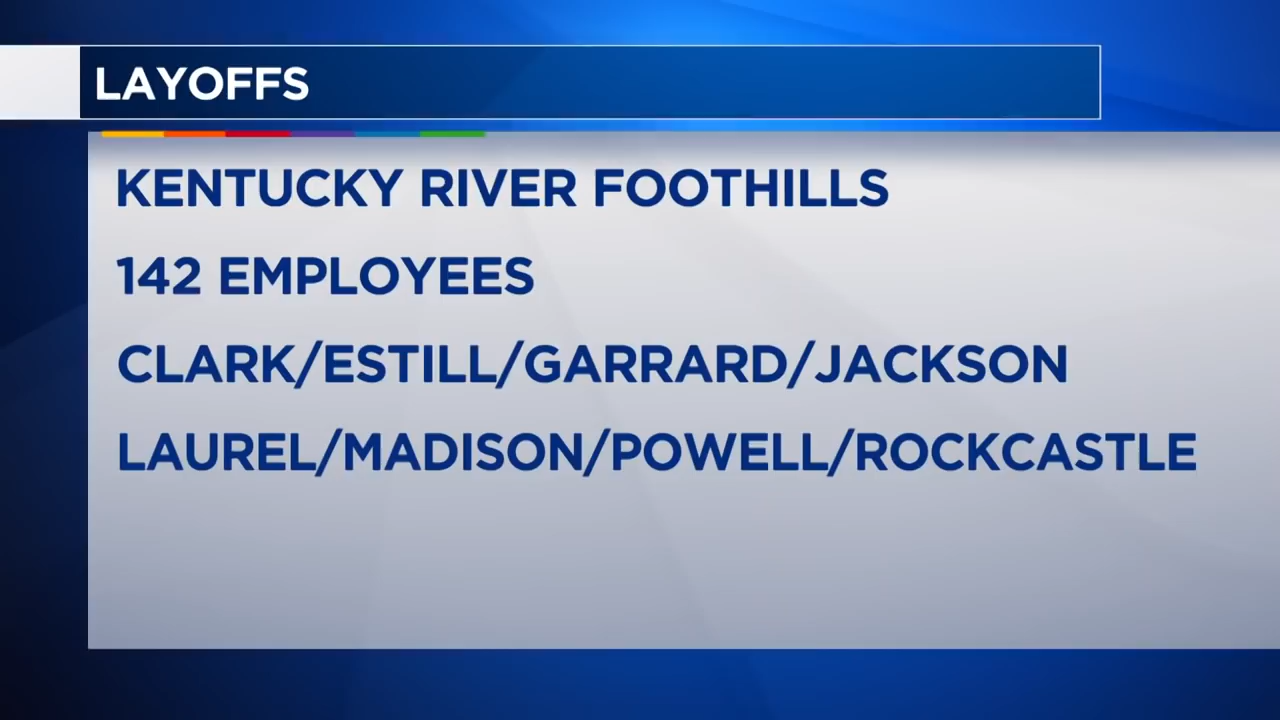 LAYOFFS
KENTUCKY RIVER FOOTHILLS
142 EMPLOYEES
CLARK/ESTILL/GARRARD/JACKSON
LAUREL/MADISON/POWELL/ROCKCASTLE